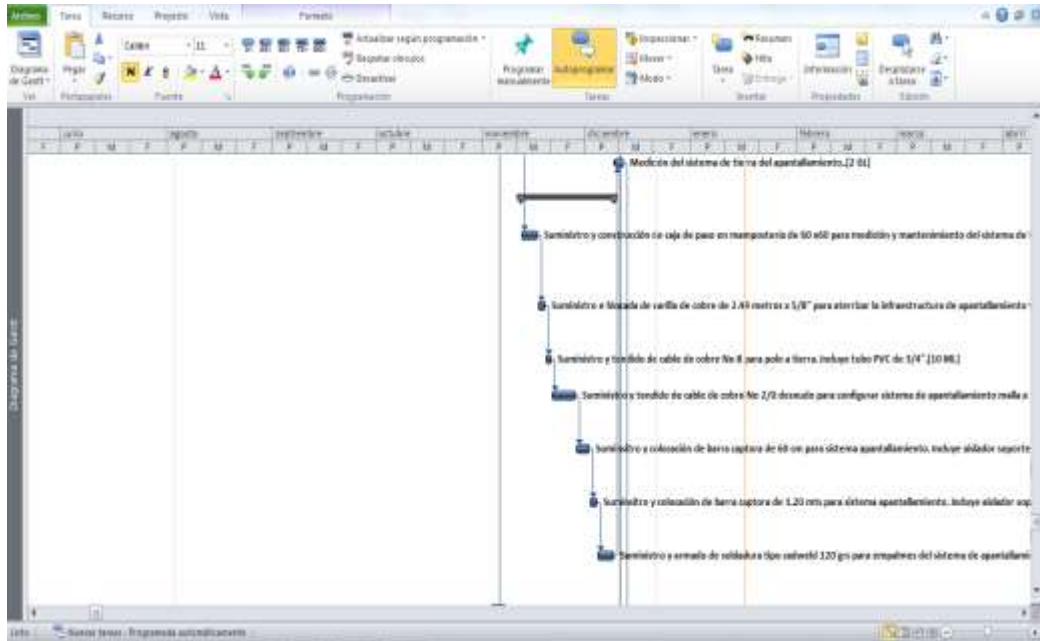 Archivo Tarea Recurso Proyecto Vista Formato
Diagrama de Gantt
Pegar
Calibri 11
N K S
Actualizar según programación
Respetar vínculos
Desactivar
Programar manualmente
Autoprogramar
Inspeccionar
Mover
Modo
Tarea
Resumen
Hito
Entrega
Información
Desplazarse a tarea
Ver Portapapeles Fuente Programación Tareas Insertar Propiedades Edición
junio agosto septiembre octubre noviembre diciembre enero febrero marzo abril
Medición del sistema de tierra del apantallamiento.[2 GL]
Suministro y construcción de caja de paso en mampostería de 60 x60 para medición y mantenimiento del sistema de
Suministro e hincada de varilla de cobre de 2.49 metros x 5/8" para aterrizar la infraestructura de apantallamiento
Suministro y tendido de cable de cobre No 8 para polo a tierra. Incluye tubo PVC de 3/4".[10 ML]
Suministro y tendido de cable de cobre No 2/0 desnudo para configurar sistema de apantallamiento malla a
Suministro y colocación de barra captora de 60 cm para sistema apantallamiento. Incluye aislador soporte
Suministro y colocación de barra captora de 1.20 mts para sistema apantallamiento. Incluye aislador sop
Suministro y armado de soldadura tipo cadweld 120 grs para empalmes del sistema de apantallami
Diagrama de Gantt
Listo Nuevas tareas : Programada automáticamente